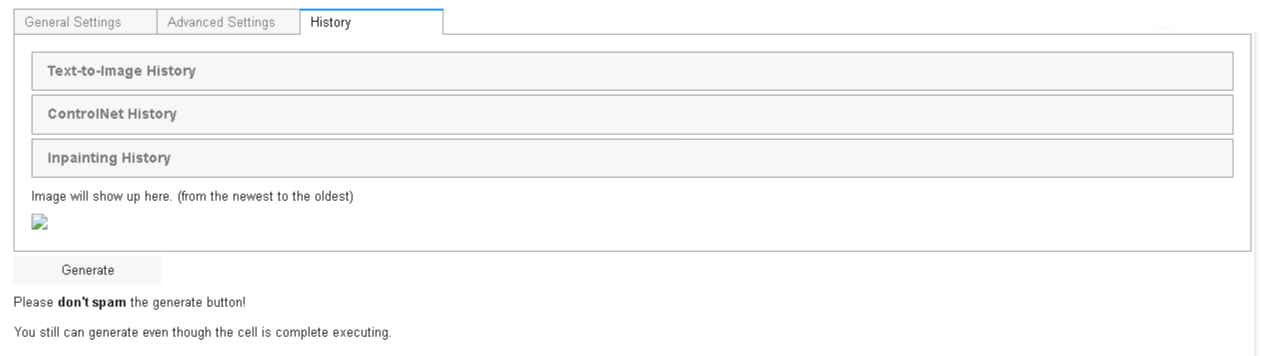 General Settings Advanced Settings History
Text-to-Image History
ControlNet History
Inpainting History
Image will show up here. (from the newest to the oldest)
Generate
Please don't spam the generate button!
You still can generate even though the cell is complete executing.